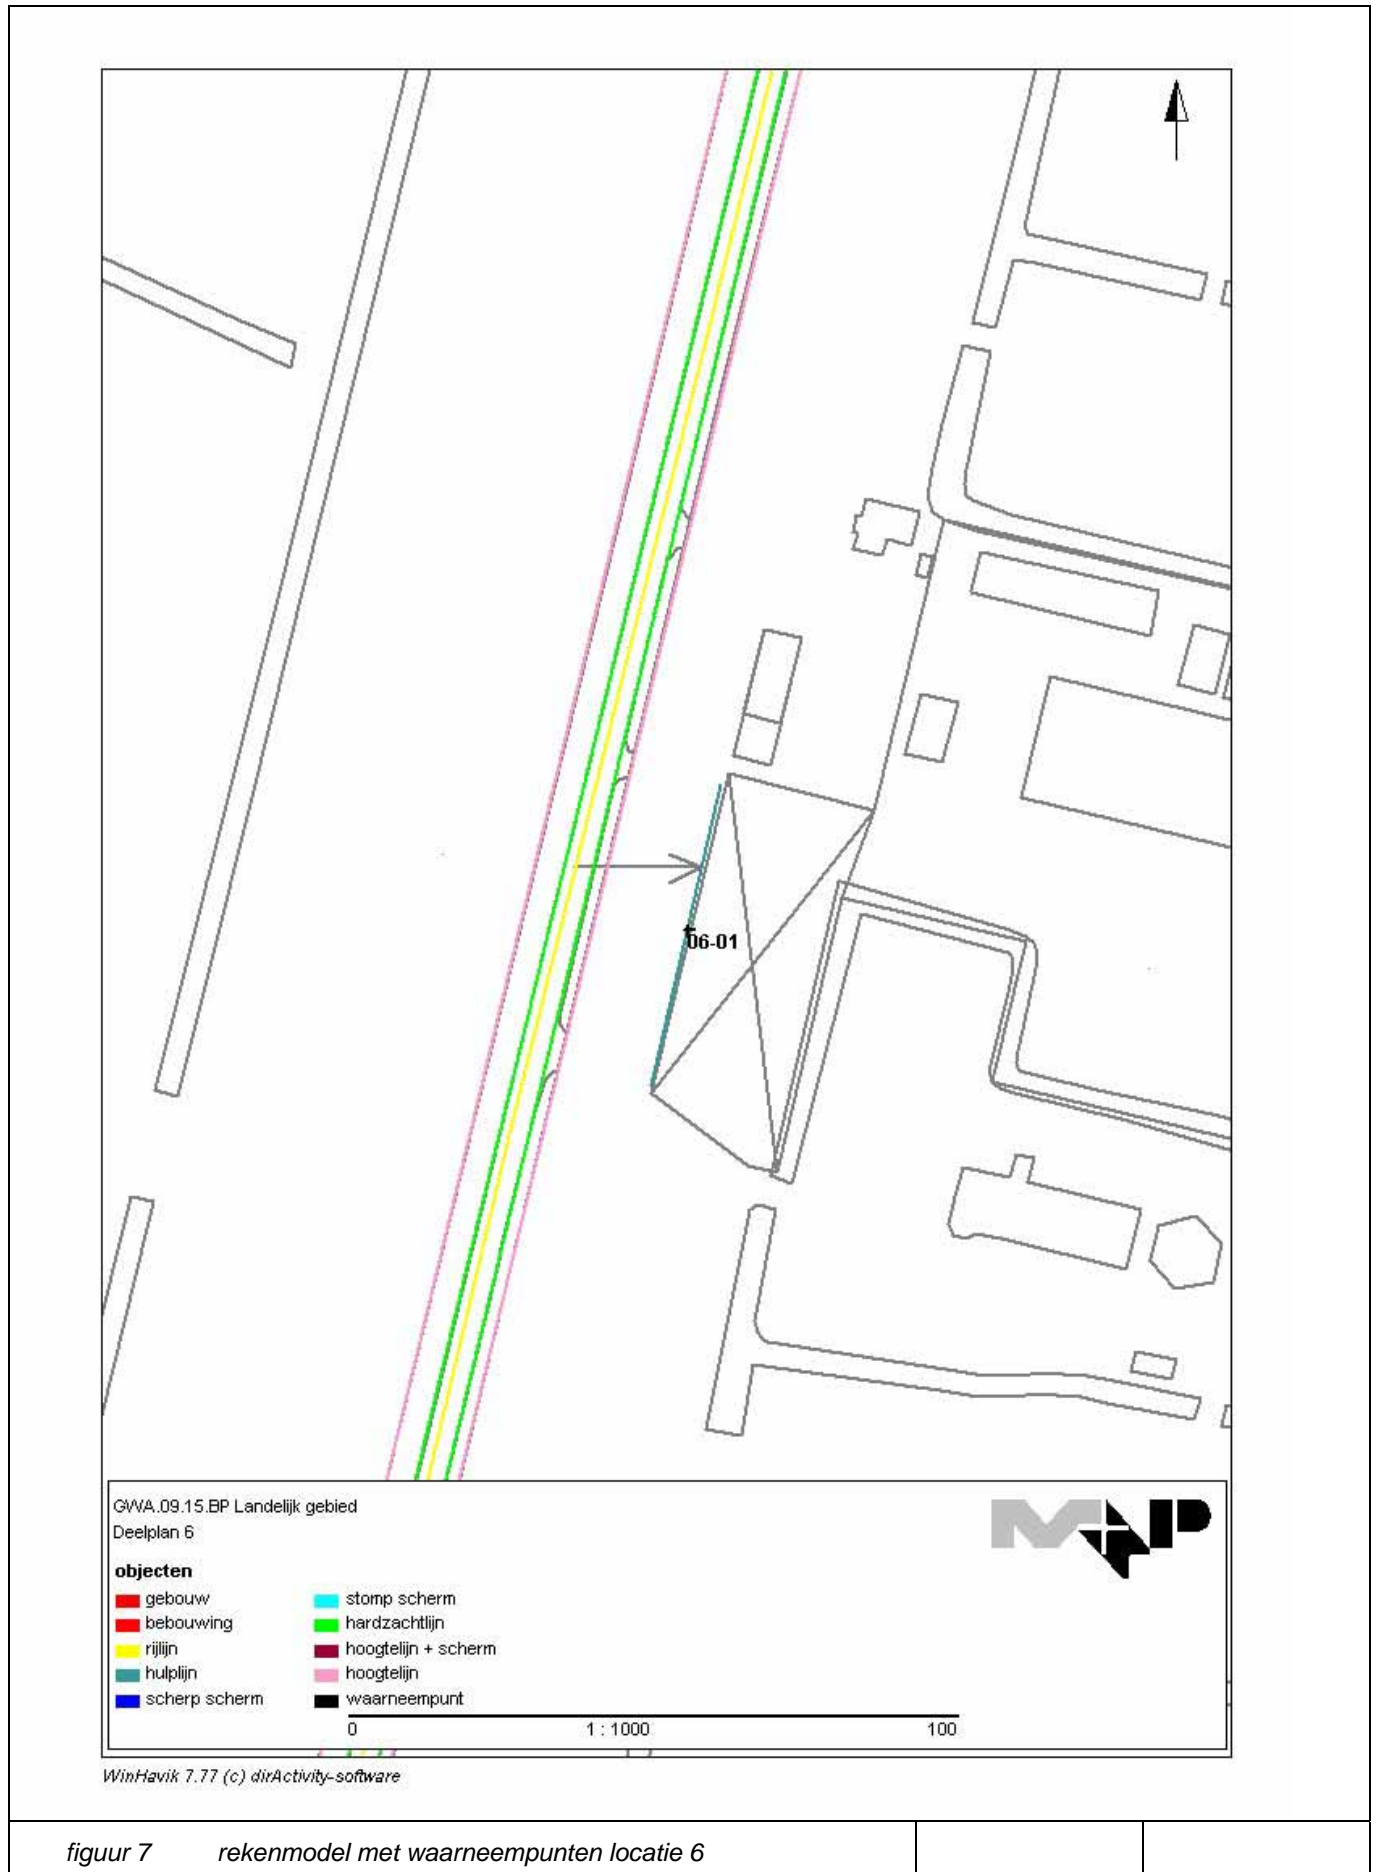 06-01
GWA.09.15.BP Landelijk gebied
Deelplan 6
objecten
gebouw
bebouwing
rijlijn
hulplijn
scherp scherm
stomp scherm
hardzachtlijn
hoogtelijn + scherm
hoogtelijn
waarneempunt
0 1 : 1000 100
M+P
WinHavik 7.77 (c) dirActivity-software
figuur 7 rekenmodel met waarneempunten locatie 6